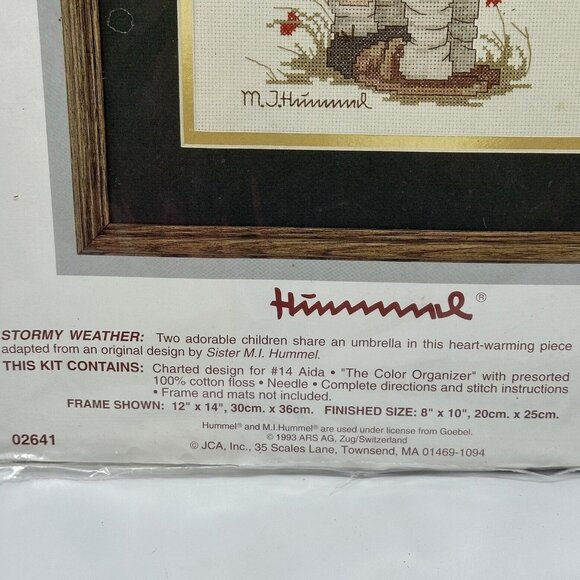 M.J.Hummel
Hummel®
STORMY WEATHER: Two adorable children share an umbrella in this heart-warming piece
adapted from an original design by Sister M.I. Hummel.
THIS KIT CONTAINS: Charted design for #14 Aida • "The Color Organizer" with presorted
100% cotton floss • Needle • Complete directions and stitch instructions
• Frame and mats not included.
FRAME SHOWN: 12" x 14", 30cm. x 36cm. FINISHED SIZE: 8" x 10", 20cm. x 25cm.
Hummel® and M.I.Hummel® are used under license from Goebel.
© 1993 ARS AG, Zug/Switzerland
02641
© JCA, Inc., 35 Scales Lane, Townsend, MA 01469-1094